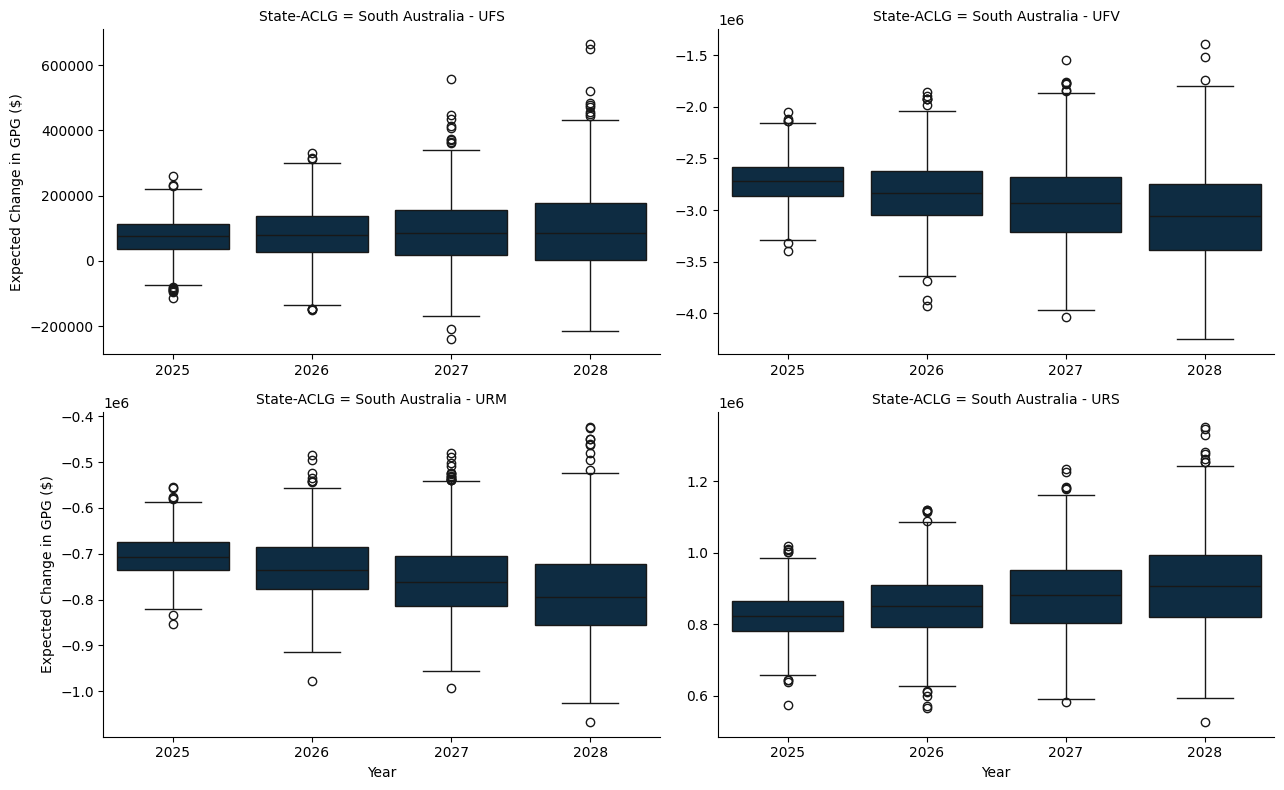 State-ACLG = South Australia - UFS
Expected Change in GPG ($)
600000
400000
200000
0
−200000
2025 2026 2027 2028
State-ACLG = South Australia - UFV
1e6
−1.5
−2.0
−2.5
−3.0
−3.5
−4.0
2025 2026 2027 2028
State-ACLG = South Australia - URM
1e6
Expected Change in GPG ($)
−0.4
−0.5
−0.6
−0.7
−0.8
−0.9
−1.0
2025 2026 2027 2028
Year
State-ACLG = South Australia - URS
1e6
1.2
1.0
0.8
0.6
2025 2026 2027 2028
Year